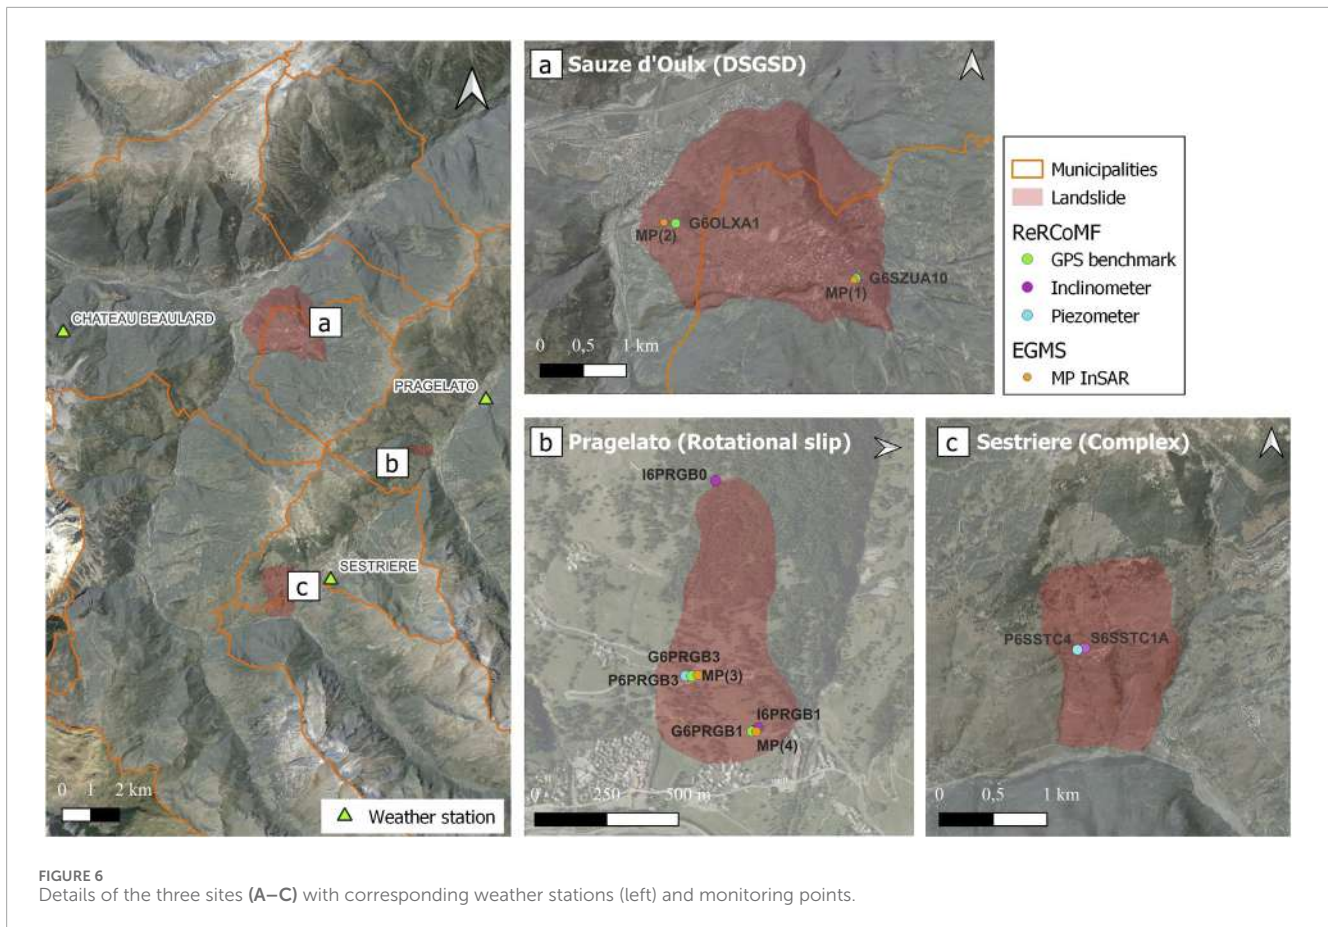 CHATEAU BEAULARD
a
PRAGELATO
b
SESTRIERE
c
0 1 2 km
Weather station
a Sauze d'Oulx (DSGSD)
G6OLXA1
MP(2)
G6SZUA10
MP(1)
0 0,5 1 km
Municipalities
Landslide
ReRCoMF
GPS benchmark
Inclinometer
Piezometer
EGMS
MP InSAR
b Pragelato (Rotational slip)
I6PRGB0
G6PRGB3
P6PRGB3 MP(3)
I6PRGB1
G6PRGB1
MP(4)
0 250 500 m
c Sestriere (Complex)
P6SSTC4 S6SSTC1A
0 0,5 1 km
FIGURE 6
Details of the three sites (A–C) with corresponding weather stations (left) and monitoring points.